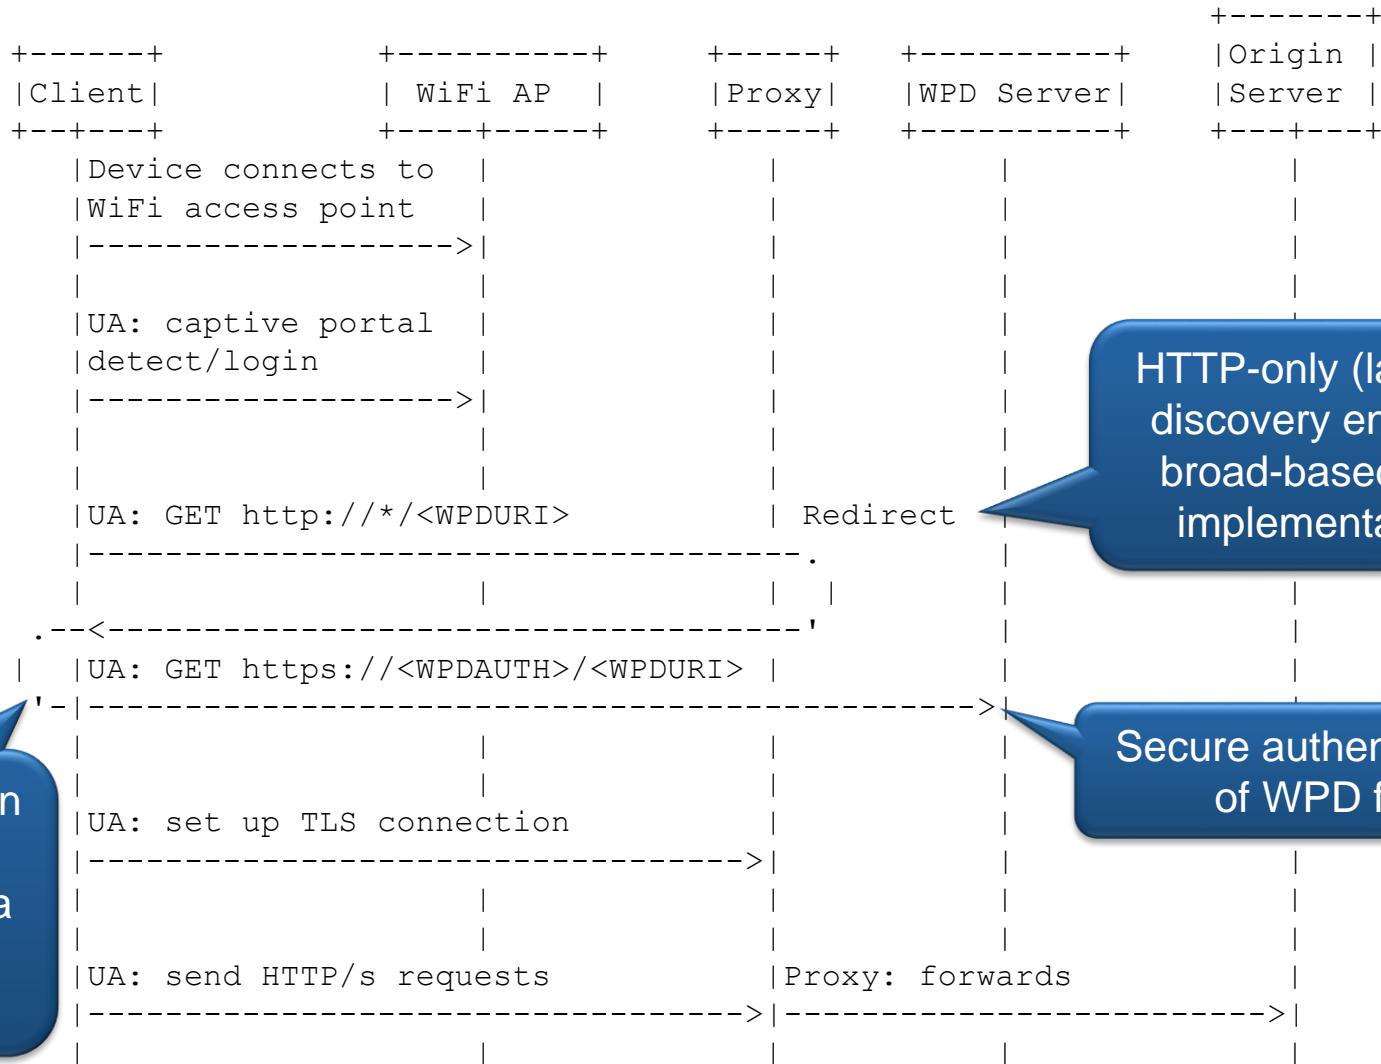 +-------+
+------+ +----------+ +-----+ +----------+ |Origin |
|Client| | WiFi AP | |Proxy| |WPD Server| |Server |
+--+---+ +----+-----+ +-----+ +----------+ +---+---+
|Device connects to | | | |
|WiFi access point | | | |
|------------------->| | | |
| | | | |
|UA: captive portal | | | |
|detect/login | | |
|------------------->| | |
| | | |
| | | |
|UA: GET http://*/<WPDURI> | Redirect |
|-------------------------------------. |
| | | | | |
.--<------------------------------------' | |
| |UA: GET https://<WPDAUTH>/<WPDURI> | | |
'-|---------------------------------------------->| |
| | | |
| | | |
|UA: set up TLS connection | |
|---------------------------------->| | |
| | | | |
| | | | |
|UA: send HTTP/s requests |Proxy: forwards |
|---------------------------------->|------------------------->|
| | | | |
HTTP-only
discovery
broad-based
Secure
of WPD